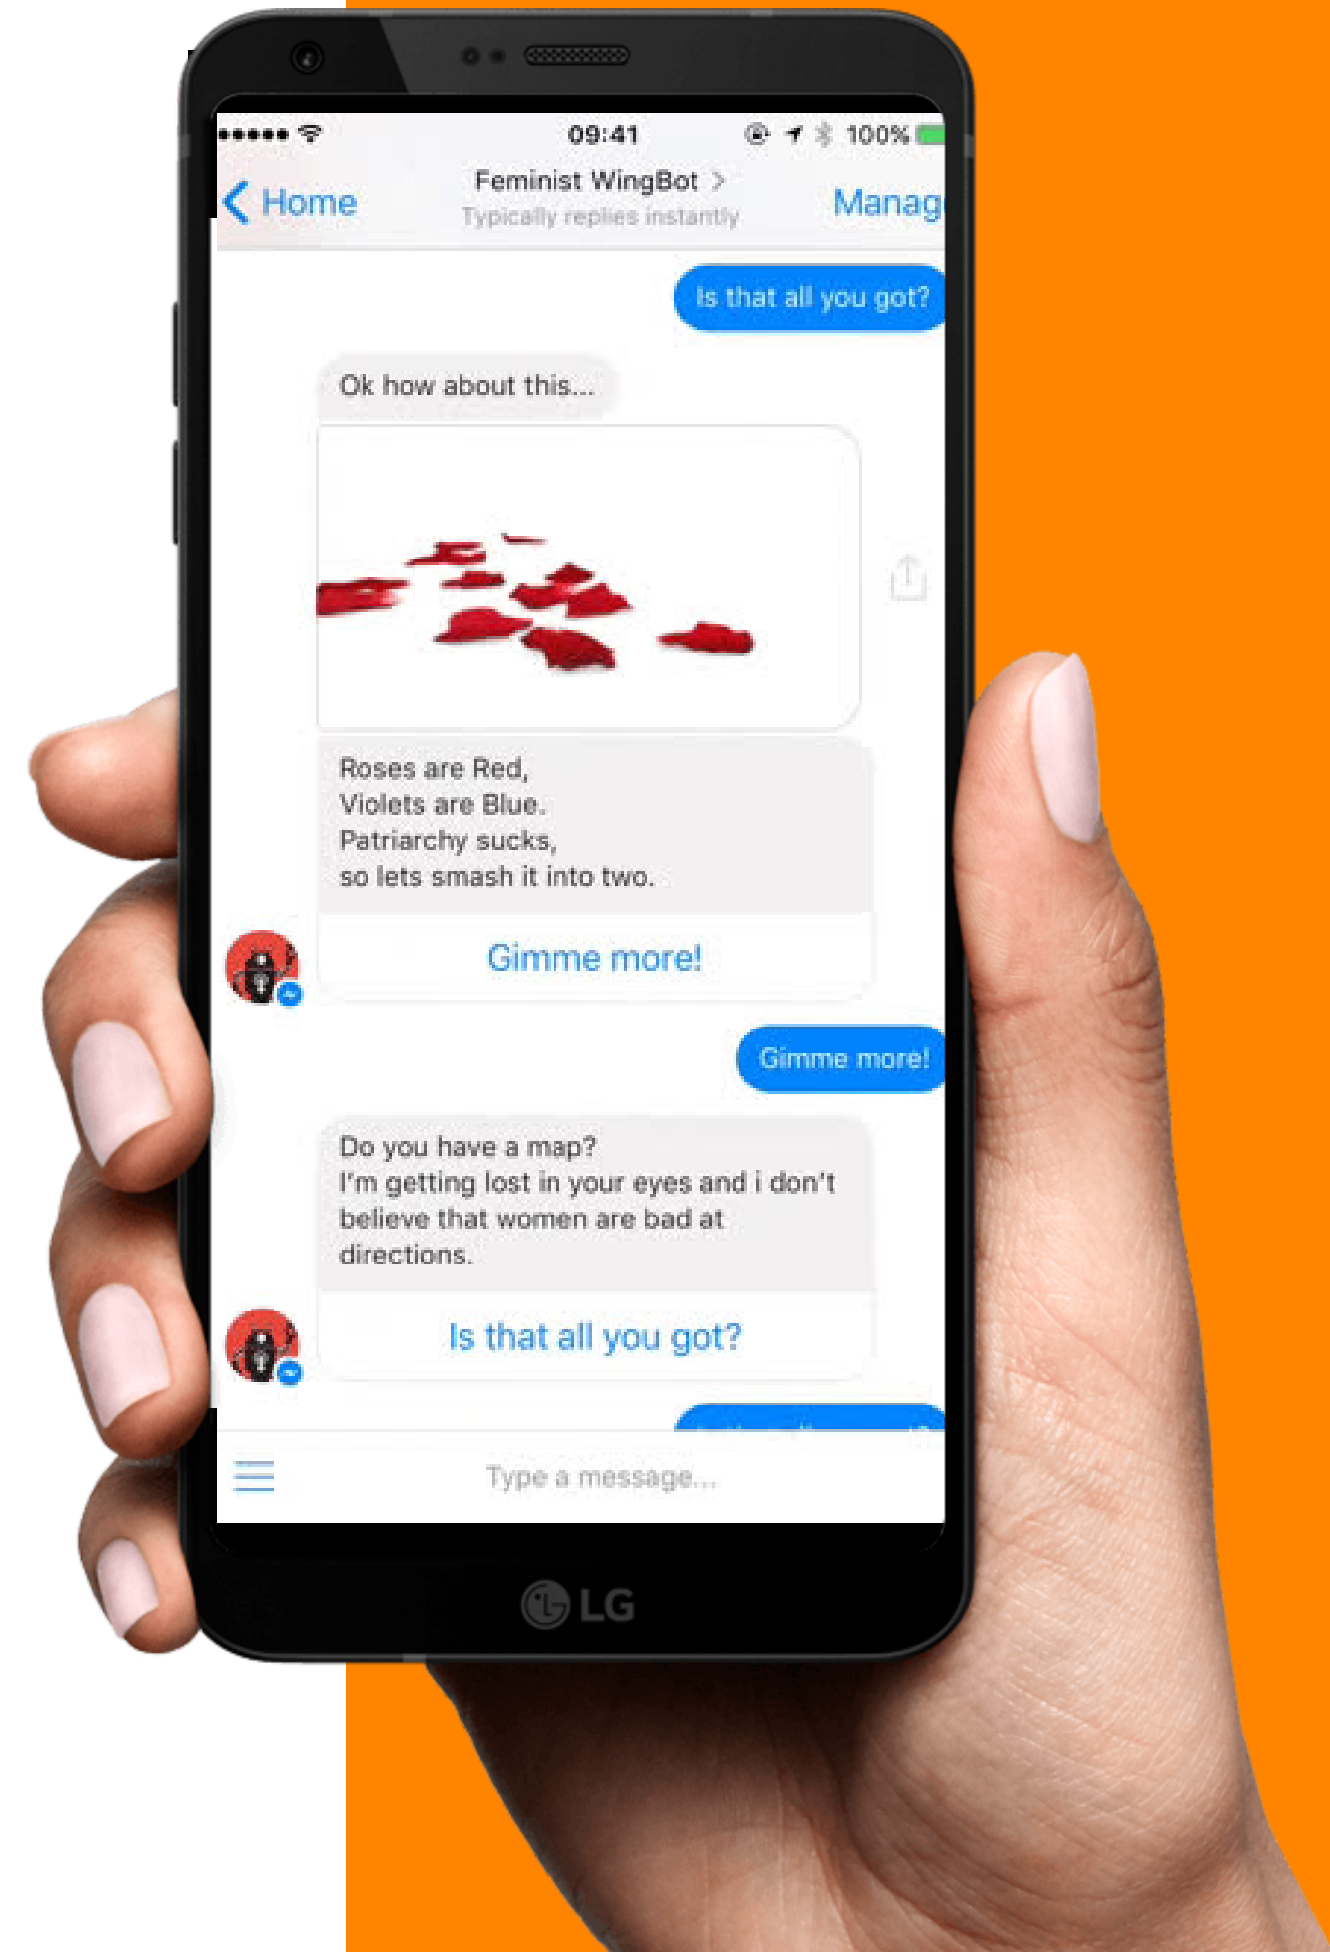 09:41
100%
Home
Feminist WingBot >
Typically replies instantly
Manag
Is that all you got?
Ok how about this...
Roses are Red,
Violets are Blue.
Patriarchy sucks,
so lets smash it into two.
Gimme more!
Gimme more!
Do you have a map?
I'm getting lost in your eyes and i don't
believe that women are bad at
directions.
Is that all you got?
Type a message...
LG